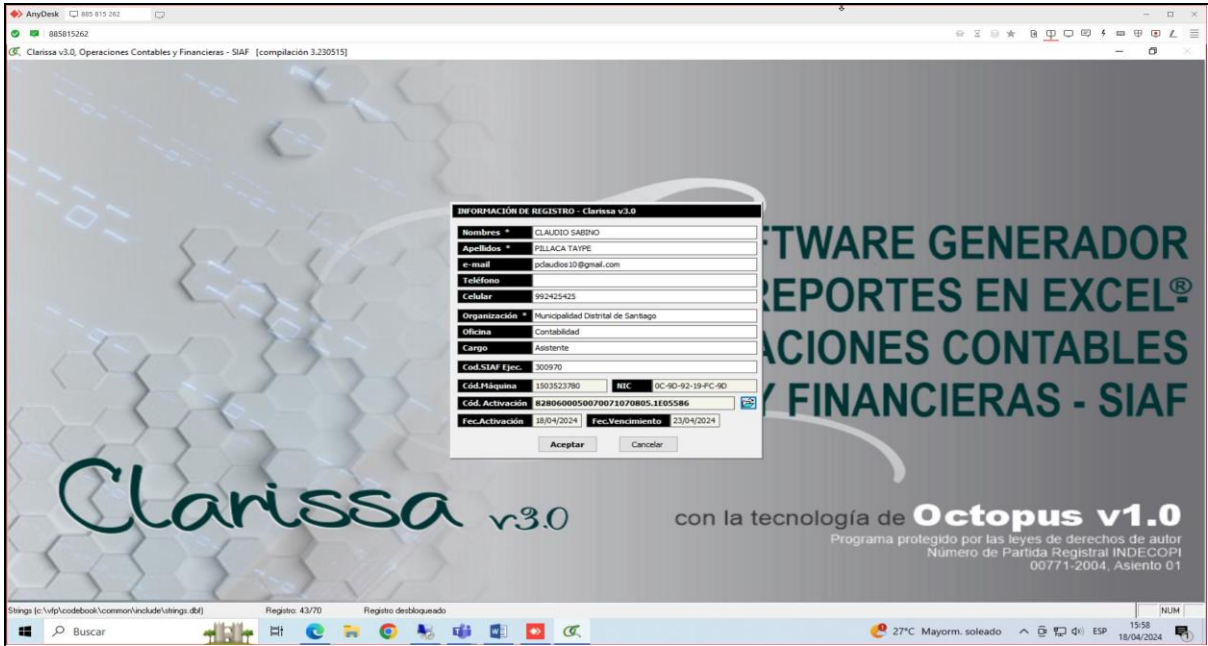 AnyDesk 885 815 262
885815262
Clarissa v3.0, Operaciones Contables y Financieras - SIAF [compilación 3.230515]
INFORMACIÓN DE REGISTRO - Clarissa v3.0
Nombres * CLAUDIO SABINO
Apellidos * PILLACA TAYPE
e-mail pclaudios10@gmail.com
Teléfono
Celular 992425425
Organización * Municipalidad Distrital de Santiago
Oficina Contabilidad
Cargo Asistente
Cod.SIAF Ejec. 300970
Cód.Máquina 1503523780 NIC 0C-9D-92-19-FC-9D
Cód. Activación 8280600050070071070805.1E05586
Fec.Activación 18/04/2024 Fec.Vencimiento 23/04/2024
Aceptar Cancelar
TWARE GENERADOR
EPORTES EN EXCEL®
ACIONES CONTABLES
Y FINANCIERAS - SIAF
Clarissa v3.0
con la tecnología de Octopus v1.0
Programa protegido por las leyes de derechos de autor
Número de Partida Registral INDECOPI
00771-2004, Asiento 01
Strings (c:\vfp\codebook\common\include\strings.dbf) Registro: 43/70 Registro desbloqueado NUM
Buscar 27°C Mayorm. soleado ESP 15:58
18/04/2024